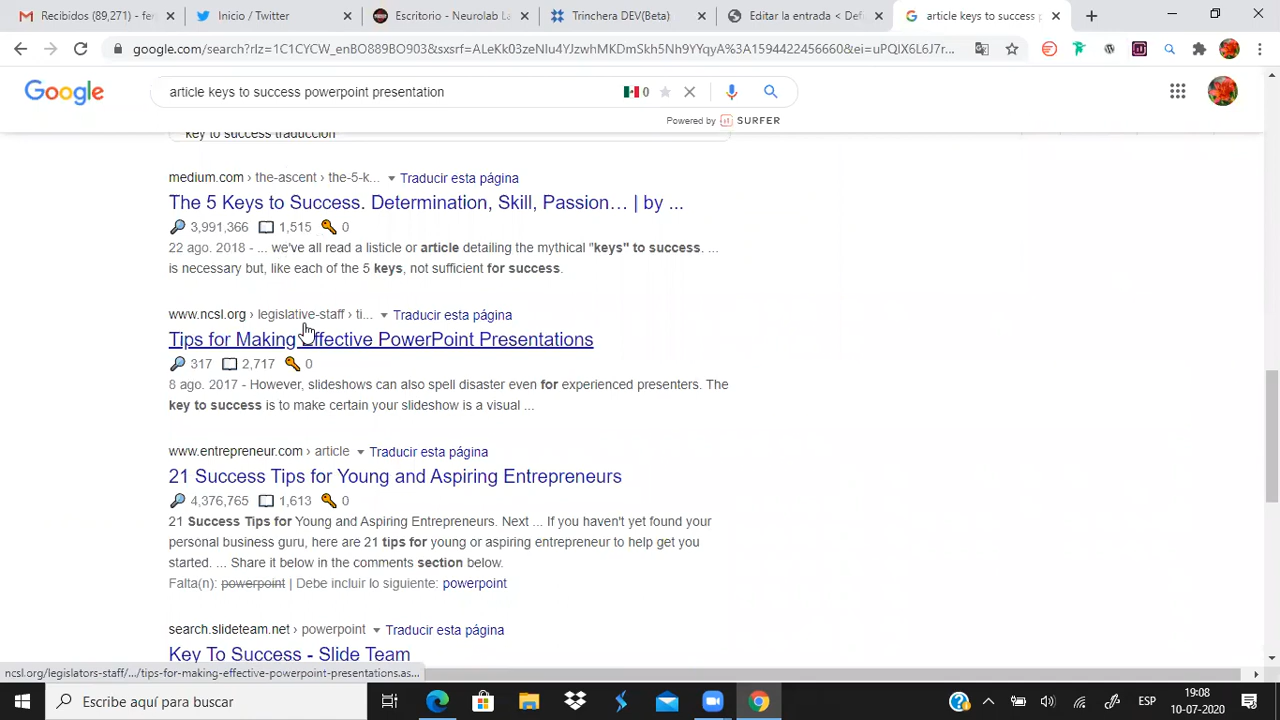 Recibidos (89,271) - fer
Inicio / Twitter
Escritorio - Neurolab L
Trinchera DEV(Beta)
Editar la entrada < Def
article keys to success p
google.com/search?rlz=1C1CYCW_enBO889BO903&sxsrf=ALeKk03zeNlu4YJzwhMKDmSkh5Nh9YYqyA%3A1594422456660&ei=uPQIX6L6J7r...
Google
article keys to success powerpoint presentation
0
Powered by SURFER
key to success traduccion
medium.com › the-ascent › the-5-k... Traducir esta página
The 5 Keys to Success. Determination, Skill, Passion… | by ...
3,991,366 1,515 0
22 ago. 2018 - ... we've all read a listicle or article detailing the mythical "keys" to success. ...
is necessary but, like each of the 5 keys, not sufficient for success.
www.ncsl.org › legislative-staff › ti... Traducir esta página
Tips for Making Effective PowerPoint Presentations
317 2,717 0
8 ago. 2017 - However, slideshows can also spell disaster even for experienced presenters. The
key to success is to make certain your slideshow is a visual ...
www.entrepreneur.com › article Traducir esta página
21 Success Tips for Young and Aspiring Entrepreneurs
4,376,765 1,613 0
21 Success Tips for Young and Aspiring Entrepreneurs. Next ... If you haven't yet found your
personal business guru, here are 21 tips for young or aspiring entrepreneur to help get you
started. ... Share it below in the comments section below.
Falta(n): powerpoint | Debe incluir lo siguiente: powerpoint
search.slideteam.net › powerpoint Traducir esta página
Key To Success - Slide Team
ncsl.org/legislators-staff/.../tips-for-making-effective-powerpoint-presentations.as...
Escribe aquí para buscar
ESP
19:08
10-07-2020